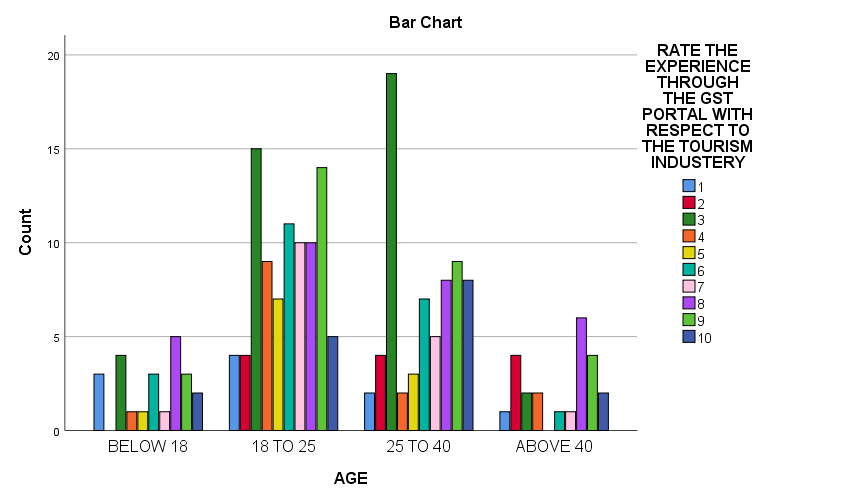 Bar Chart
RATE THE
EXPERIENCE
THROUGH
THE GST
PORTAL WITH
RESPECT TO
THE TOURISM
INDUSTERY
1
2
3
4
5
6
7
8
9
10
20
15
10
5
0
Count
BELOW 18 18 TO 25 25 TO 40 ABOVE 40
AGE